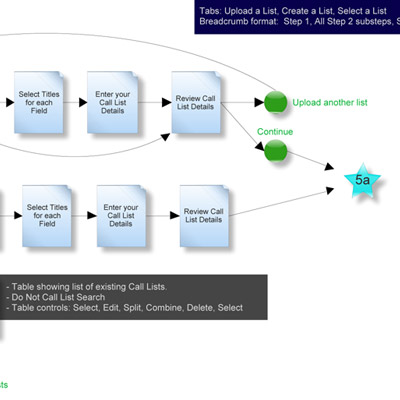 Tabs: Upload a List, Create a List, Select a List
Breadcrumb format: Step 1, All Step 2 substeps,
Select Titles
for each
Field
Enter your
Call List
Details
Review Call
List Details
Upload another list
Continue
5a
Select Titles
for each
Field
Enter your
Call List
Details
Review Call
List Details
- Table showing list of existing Call Lists.
- Do Not Call List Search
- Table controls: Select, Edit, Split, Combine, Delete, Select
sts